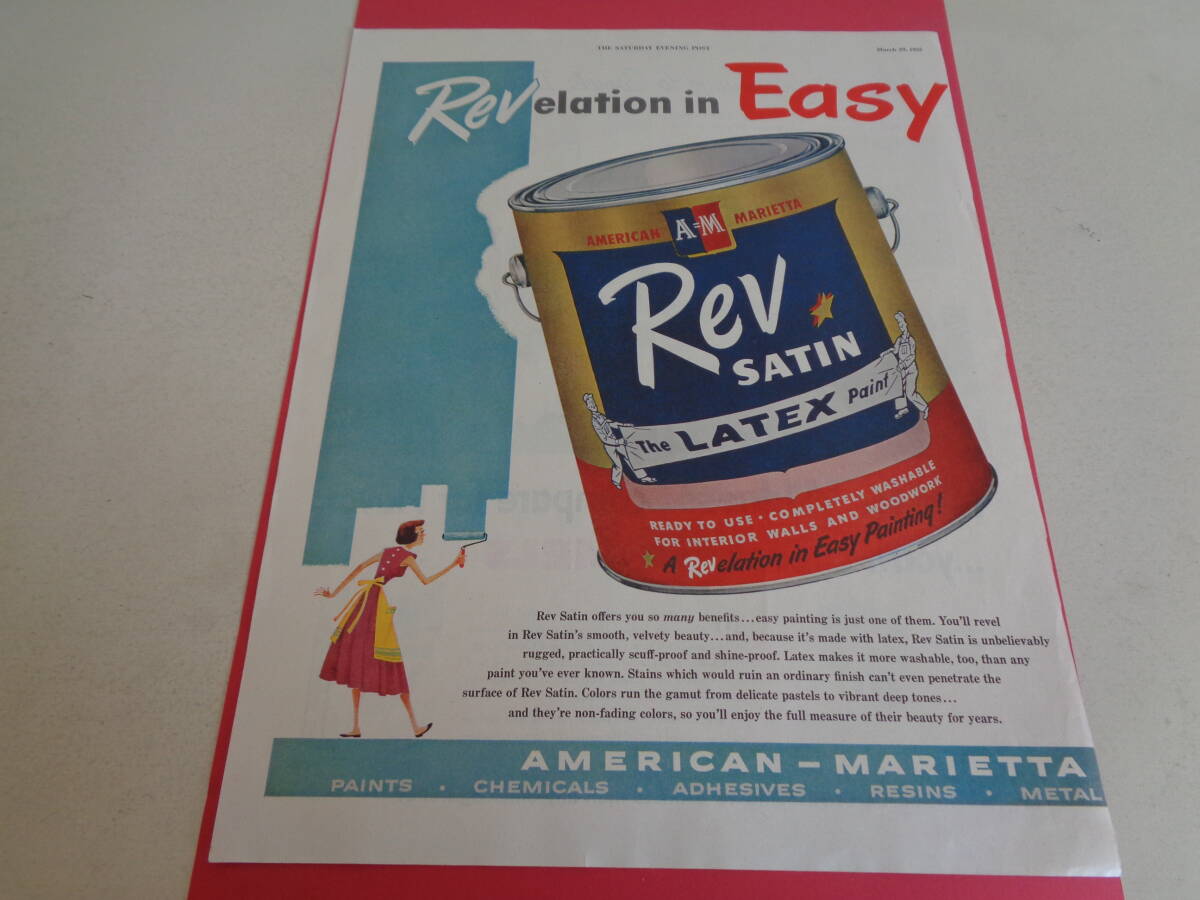 THE SATURDAY EVENING POST
March 29, 1952
Revelation in Easy
AMERICAN A=M MARIETTA
Rev
SATIN
The LATEX Paint
READY TO USE · COMPLETELY WASHABLE
FOR INTERIOR WALLS AND WOODWORK
A Revelation in Easy Painting!
Rev Satin offers you so many benefits...easy painting is just one of them. You'll revel
in Rev Satin's smooth, velvety beauty...and, because it's made with latex, Rev Satin is unbelievably
rugged, practically scuff-proof and shine-proof. Latex makes it more washable, too, than any
paint you've ever known. Stains which would ruin an ordinary finish can't even penetrate the
surface of Rev Satin. Colors run the gamut from delicate pastels to vibrant deep tones...
and they're non-fading colors, so you'll enjoy the full measure of their beauty for years.
AMERICAN – MARIETTA
PAINTS · CHEMICALS · ADHESIVES · RESINS · METAL